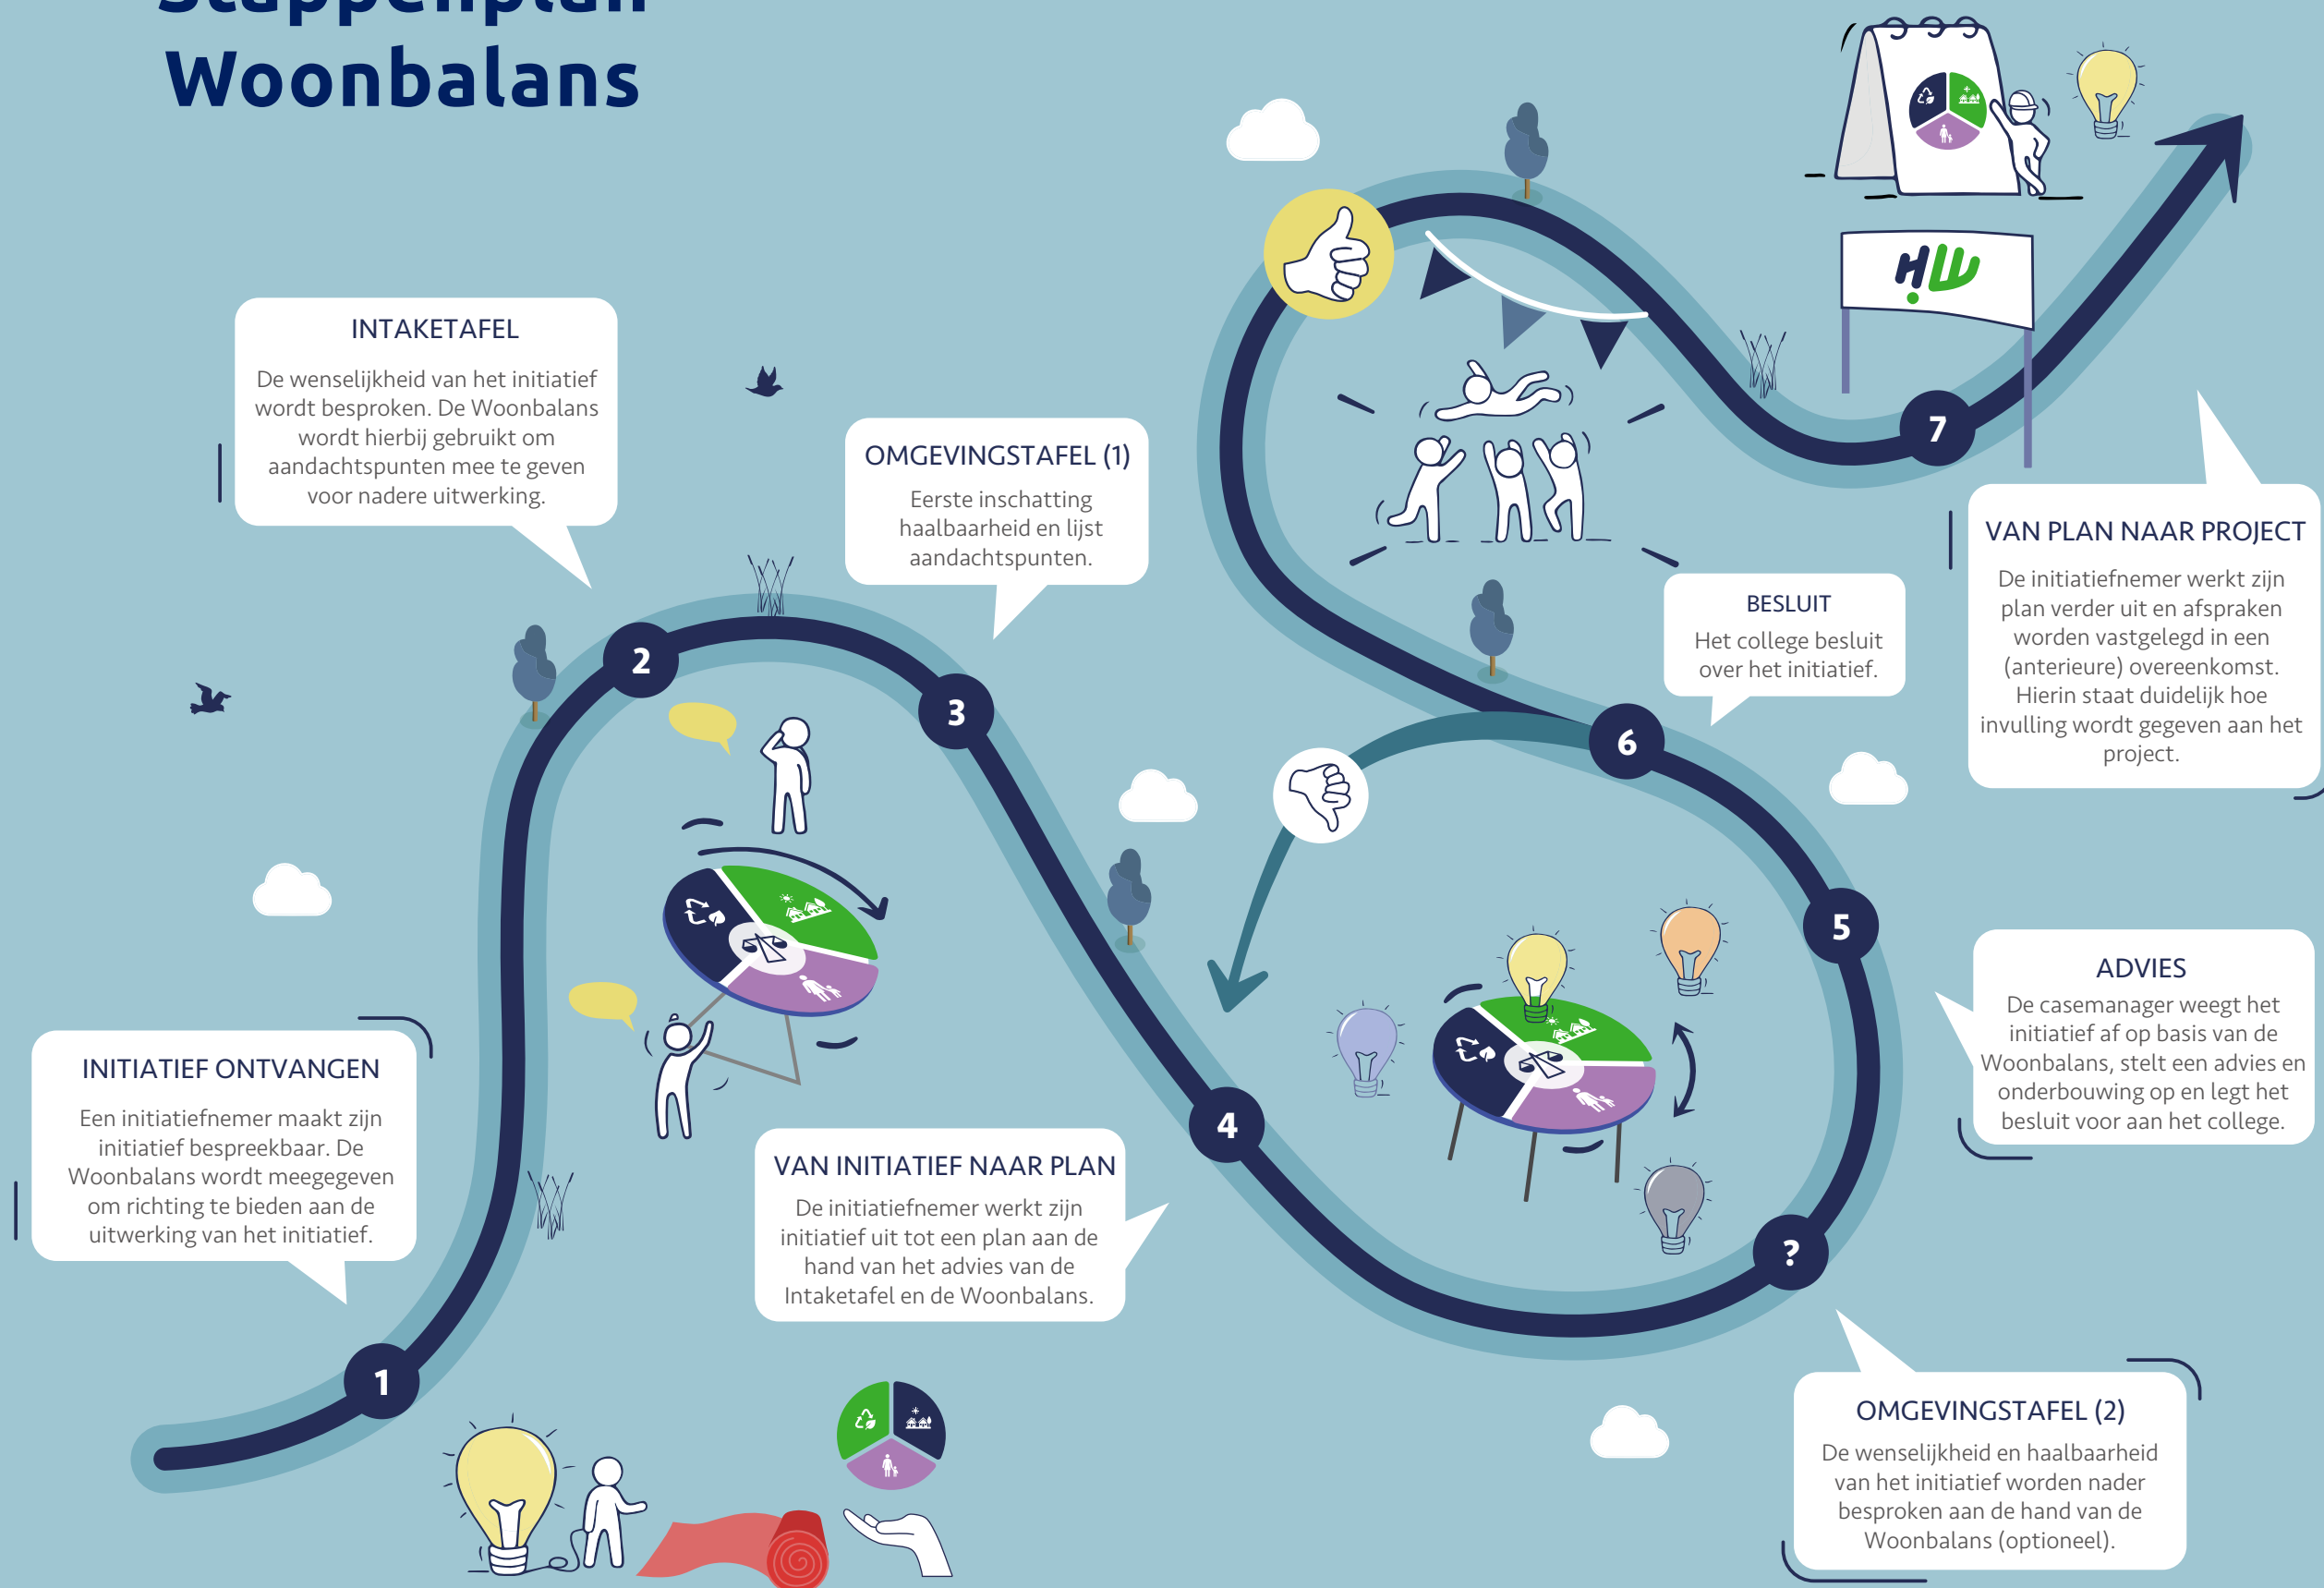 Stappenplan
Woonbalans
INTAKETAFEL
De wenselijkheid van het initiatief
wordt besproken. De Woonbalans
wordt hierbij gebruikt om
aandachtspunten mee te geven
voor nadere uitwerking.
OMGEVINGSTAFEL (1)
Eerste inschatting
haalbaarheid en lijst
aandachtspunten.
HW
7
VAN PLAN NAAR PROJECT
De initiatiefnemer werkt zijn
plan verder uit en afspraken
worden vastgelegd in een
(anterieure) overeenkomst.
Hierin staat duidelijk hoe
invulling wordt gegeven aan het
project.
BESLUIT
Het college besluit
over het initiatief.
2
3
6
5
ADVIES
De casemanager weegt het
initiatief af op basis van de
Woonbalans, stelt een advies en
onderbouwing op en legt het
besluit voor aan het college.
INITIATIEF ONTVANGEN
Een initiatiefnemer maakt zijn
initiatief bespreekbaar. De
Woonbalans wordt meegegeven
om richting te bieden aan de
uitwerking van het initiatief.
4
VAN INITIATIEF NAAR PLAN
De initiatiefnemer werkt zijn
initiatief uit tot een plan aan de
hand van het advies van de
Intaketafel en de Woonbalans.
?
1
OMGEVINGSTAFEL (2)
De wenselijkheid en haalbaarheid
van het initiatief worden nader
besproken aan de hand van de
Woonbalans (optioneel).